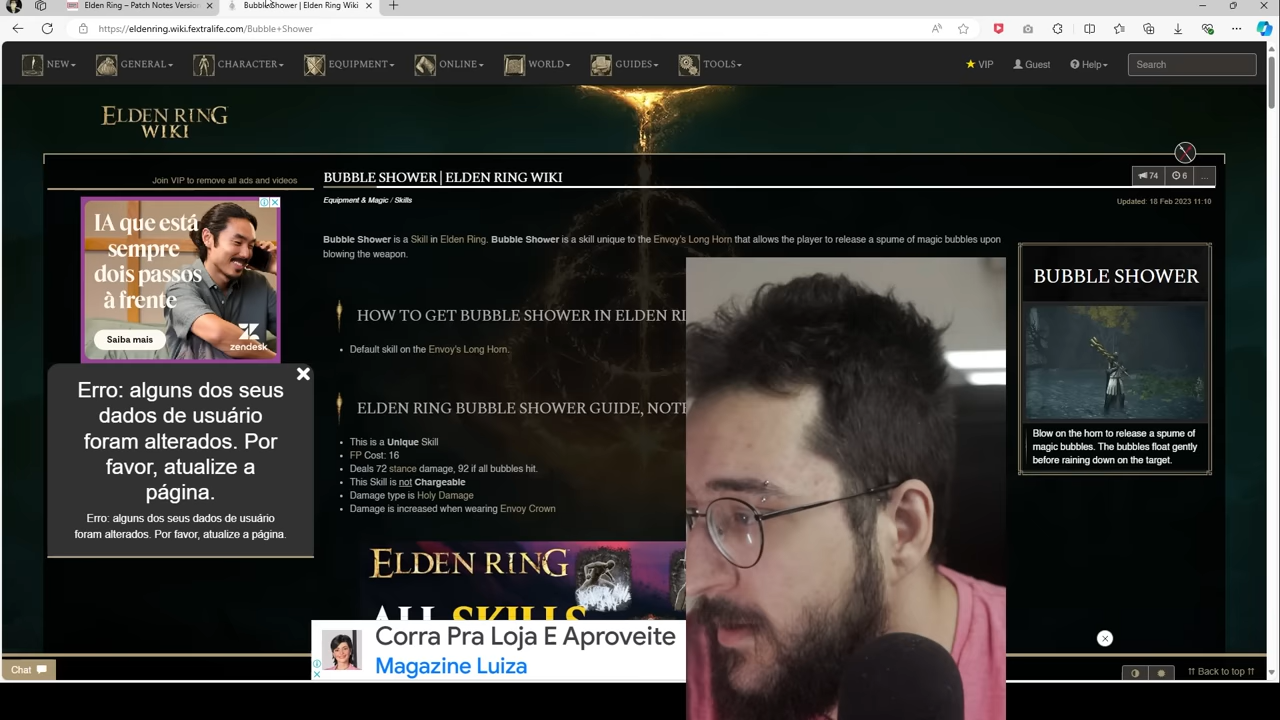 Elden Ring – Patch Notes Version
Bubble Shower | Elden Ring Wiki
https://eldenring.wiki.fextralife.com/Bubble+Shower
NEW
GENERAL
CHARACTER
EQUIPMENT
ONLINE
WORLD
GUIDES
TOOLS
VIP
Guest
Help
Search
ELDEN RING
WIKI
Join VIP to remove all ads and videos
BUBBLE SHOWER | ELDEN RING WIKI
74
6
...
Equipment & Magic / Skills
Updated: 18 Feb 2023 11:10
IA que está
sempre
dois passos
à frente
Saiba mais
zendesk
Bubble Shower is a Skill in Elden Ring. Bubble Shower is a skill unique to the Envoy's Long Horn that allows the player to release a spume of magic bubbles upon
blowing the weapon.
HOW TO GET BUBBLE SHOWER IN ELDEN RI
Default skill on the Envoy's Long Horn.
ELDEN RING BUBBLE SHOWER GUIDE, NOTE
This is a Unique Skill
FP Cost: 16
Deals 72 stance damage, 92 if all bubbles hit.
This Skill is not Chargeable
Damage type is Holy Damage
Damage is increased when wearing Envoy Crown
BUBBLE SHOWER
Blow on the horn to release a spume of
magic bubbles. The bubbles float gently
before raining down on the target.
Erro: alguns dos seus
dados de usuário
foram alterados. Por
favor, atualize a
página.
Erro: alguns dos seus dados de usuário
foram alterados. Por favor, atualize a página.
ELDEN RING
ALL SKILLS
Corra Pra Loja E Aproveite
Magazine Luiza
Chat
Back to top